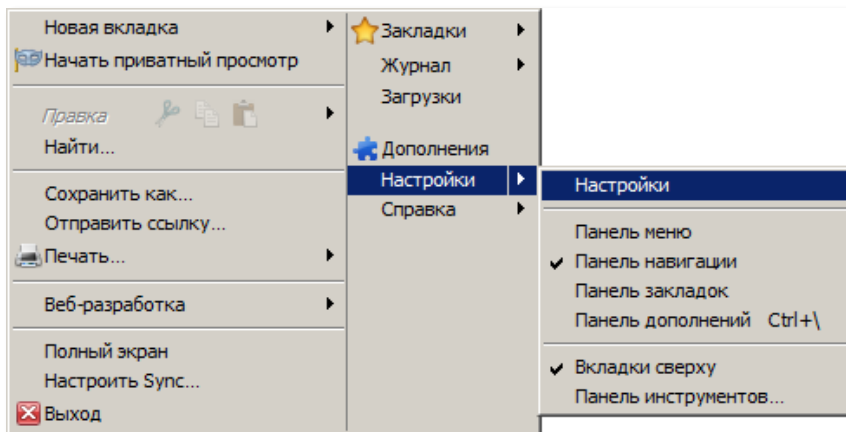 Новая вкладка
Начать приватный просмотр
Правка
Найти...
Сохранить как...
Отправить ссылку...
Печать...
Веб-разработка
Полный экран
Настроить Sync...
Выход
Закладки
Журнал
Загрузки
Дополнения
Настройки
Справка
Настройки
Панель меню
Панель навигации
Панель закладок
Панель дополнений Ctrl+\
Вкладки сверху
Панель инструментов...